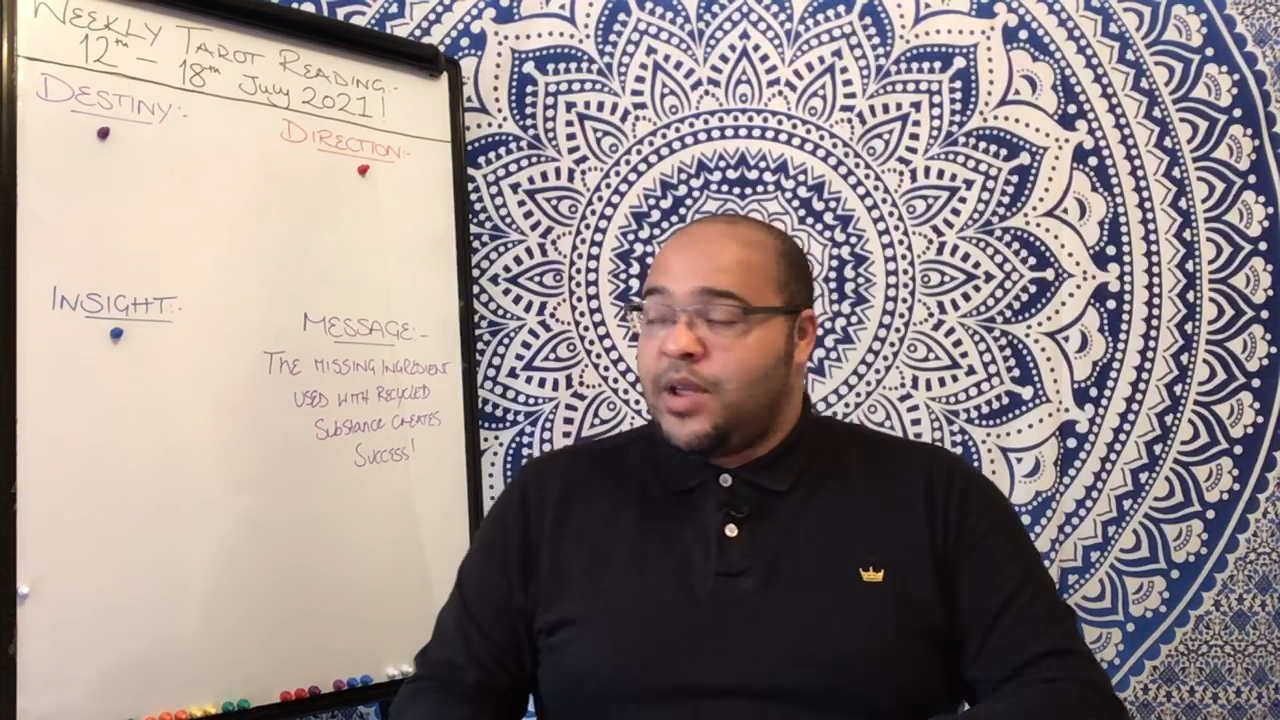 WEEKLY TAROT READING:-
12th - 18th July 2021!
DESTINY:-
DIRECTION:-
INSIGHT:-
MESSAGE:-
THE MISSING INGREDIENT
USED WITH RECYCLED
Substance CREATES
Success!